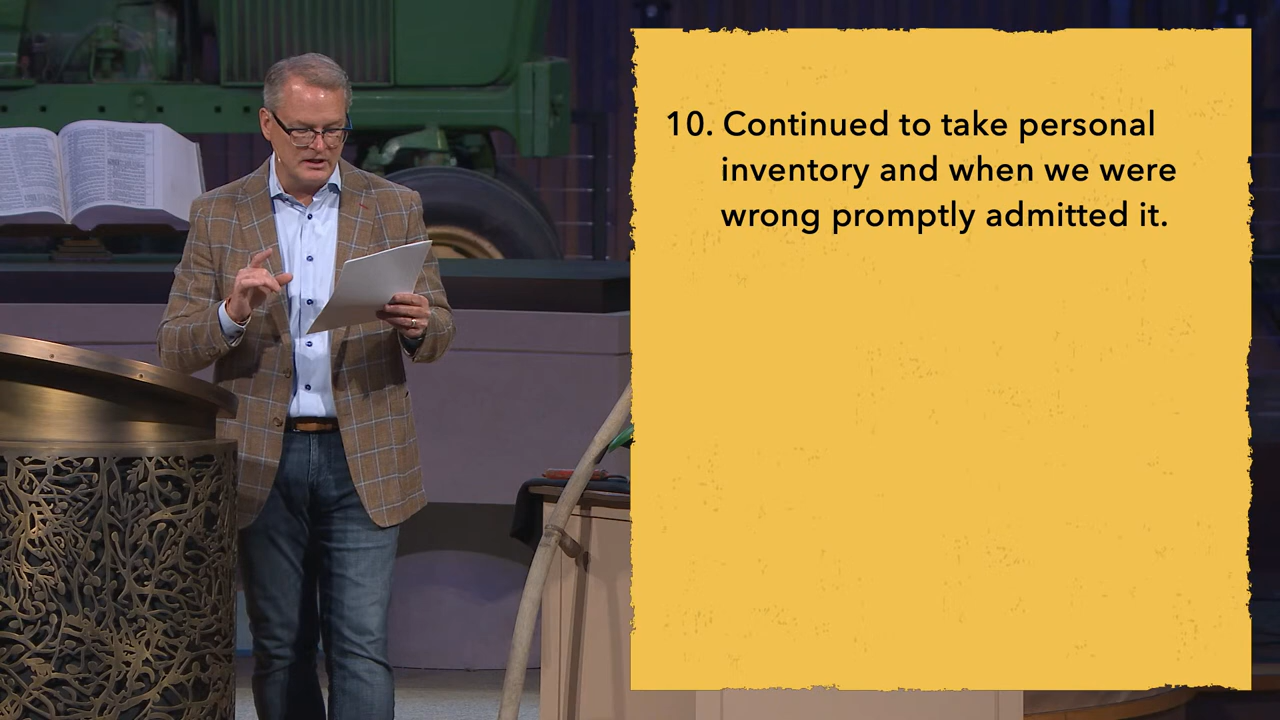 10. Continued to take personal
inventory and when we were
wrong promptly admitted it.